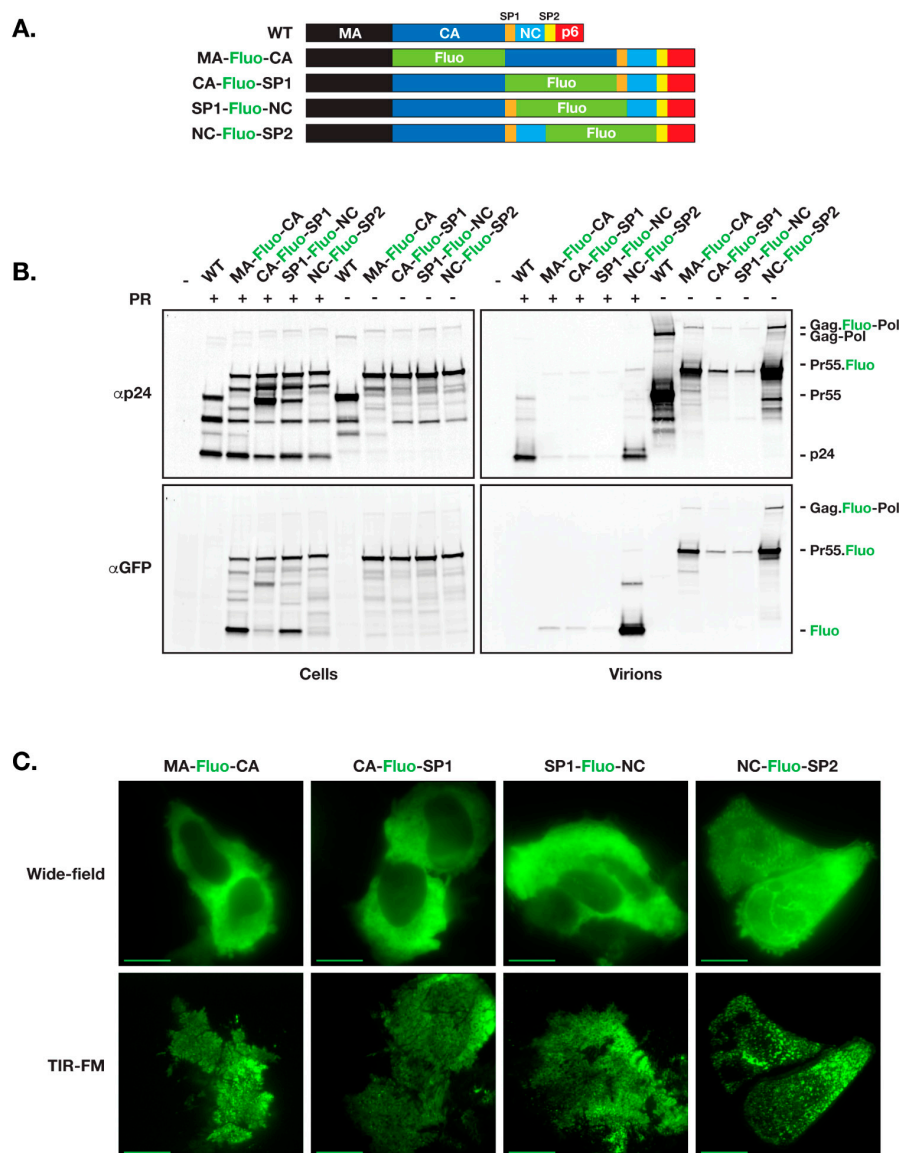 A.
SP1 SP2
WT MA CA NC p6
MA-Fluo-CA Fluo
CA-Fluo-SP1 Fluo
SP1-Fluo-NC Fluo
NC-Fluo-SP2 Fluo
B.
- WT MA-Fluo-CA CA-Fluo-SP1 SP1-Fluo-NC NC-Fluo-SP2 WT MA-Fluo-CA CA-Fluo-SP1 SP1-Fluo-NC NC-Fluo-SP2 - WT MA-Fluo-CA CA-Fluo-SP1 SP1-Fluo-NC NC-Fluo-SP2 WT MA-Fluo-CA CA-Fluo-SP1 SP1-Fluo-NC NC-Fluo-SP2
PR + + + + + - - - - - + + + + + - - - - -
- Gag.Fluo-Pol
- Gag-Pol
- Pr55.Fluo
αp24
- Pr55
- p24
- Gag.Fluo-Pol
- Pr55.Fluo
αGFP
- Fluo
Cells Virions
C.
MA-Fluo-CA CA-Fluo-SP1 SP1-Fluo-NC NC-Fluo-SP2
Wide-field
TIR-FM